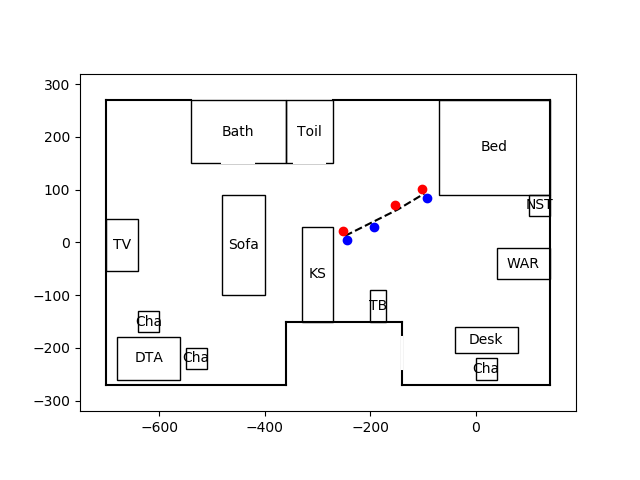 300
200
100
0
−100
−200
−300
Bath
Toil
Bed
NST
TV
Sofa
KS
WAR
TB
Cha
DTA
Cha
Desk
Cha
−600
−400
−200
0